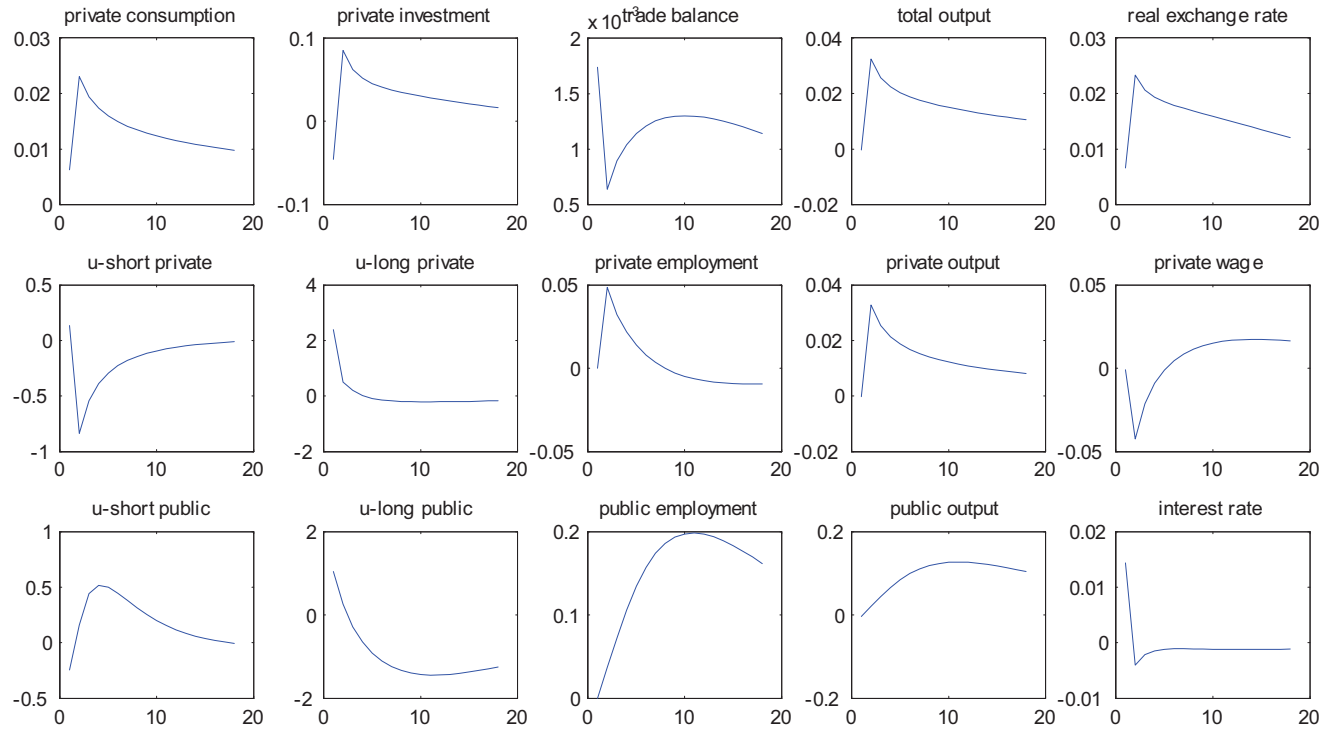 private consumption
0.03
0.02
0.01
0
0 10 20
private investment
0.1
0
-0.1
0 10 20
trade balance
x 10-3
2
1.5
1
0.5
0 10 20
total output
0.04
0.02
0
-0.02
0 10 20
real exchange rate
0.03
0.02
0.01
0
0 10 20
u-short private
0.5
0
-0.5
-1
0 10 20
u-long private
4
2
0
-2
0 10 20
private employment
0.05
0
-0.05
0 10 20
private output
0.04
0.02
0
-0.02
0 10 20
private wage
0.05
0
-0.05
0 10 20
u-short public
1
0.5
0
-0.5
0 10 20
u-long public
2
0
-2
0 10 20
public employment
0.2
0.1
0
0 10 20
public output
0.2
0
-0.2
0 10 20
interest rate
0.02
0.01
0
-0.01
0 10 20